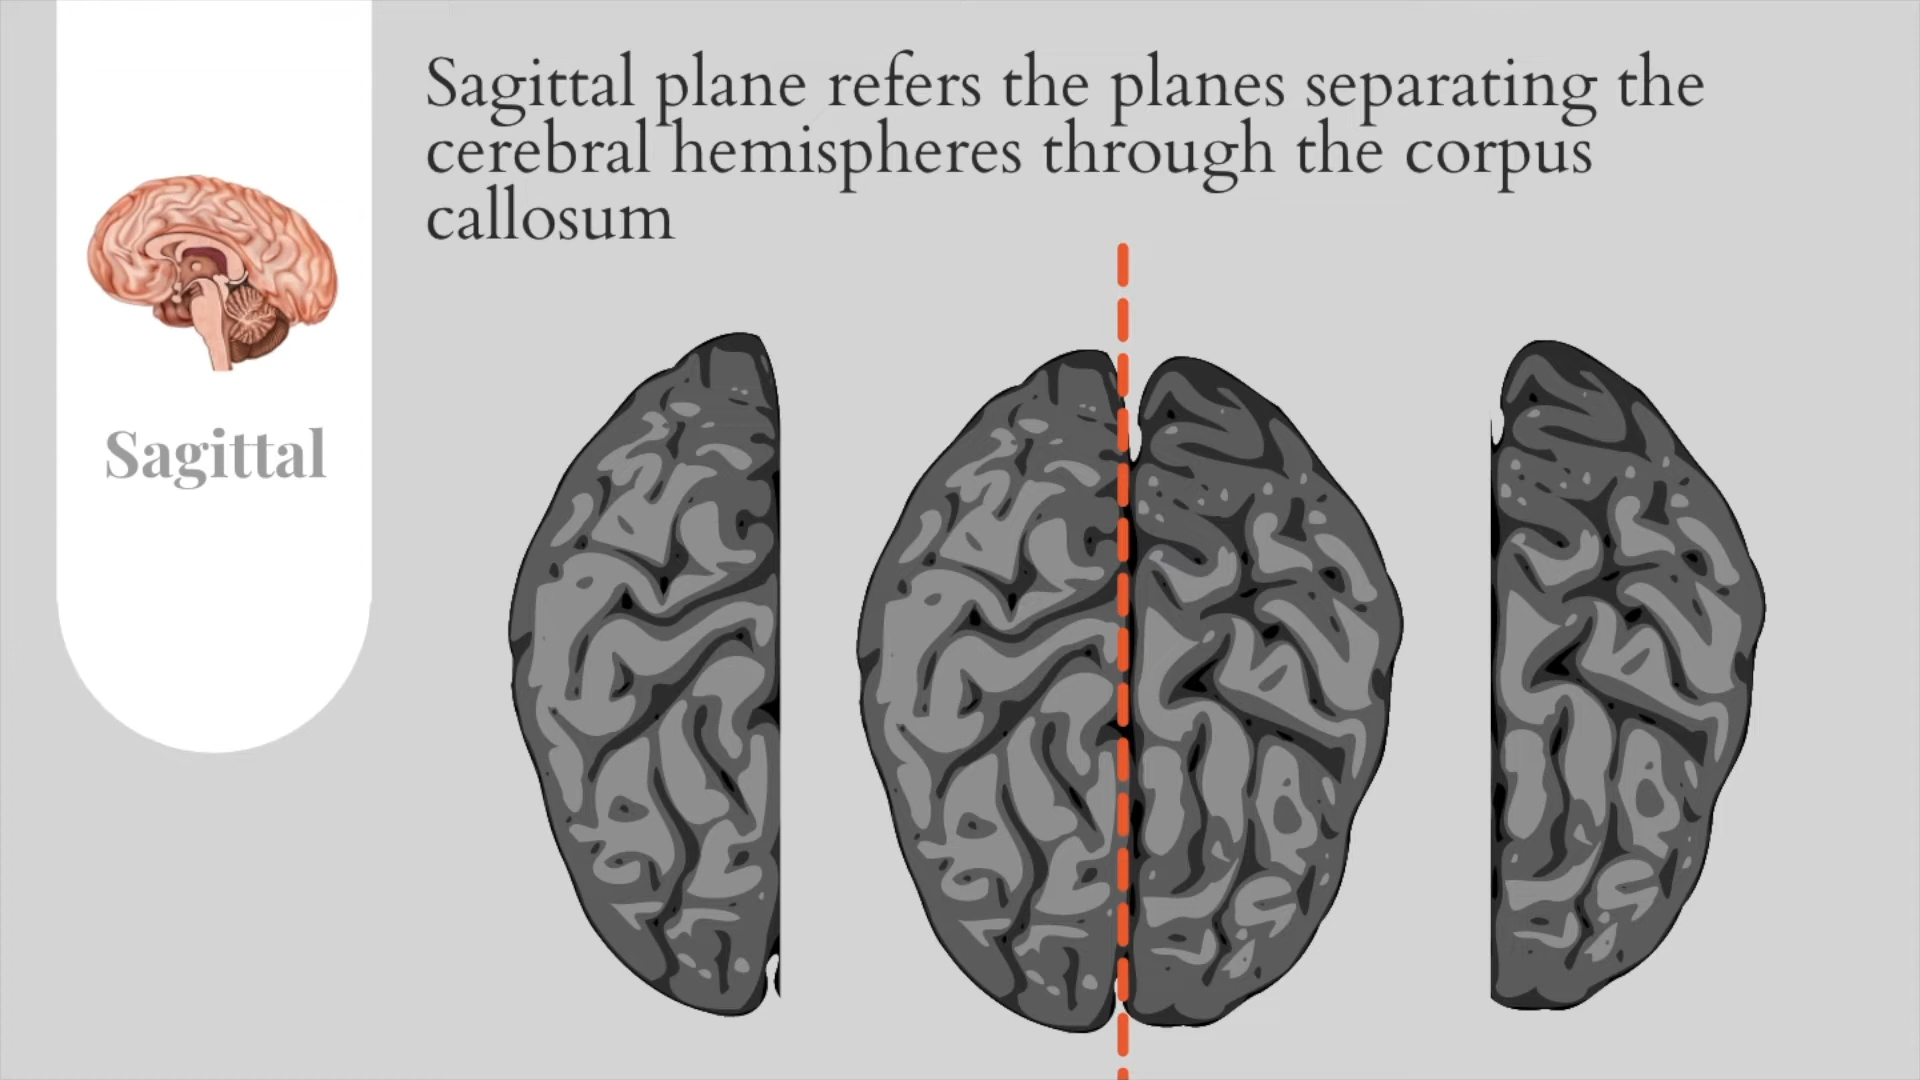 Sagittal plane refers the planes separating the
cerebral hemispheres through the corpus
callosum
Sagittal